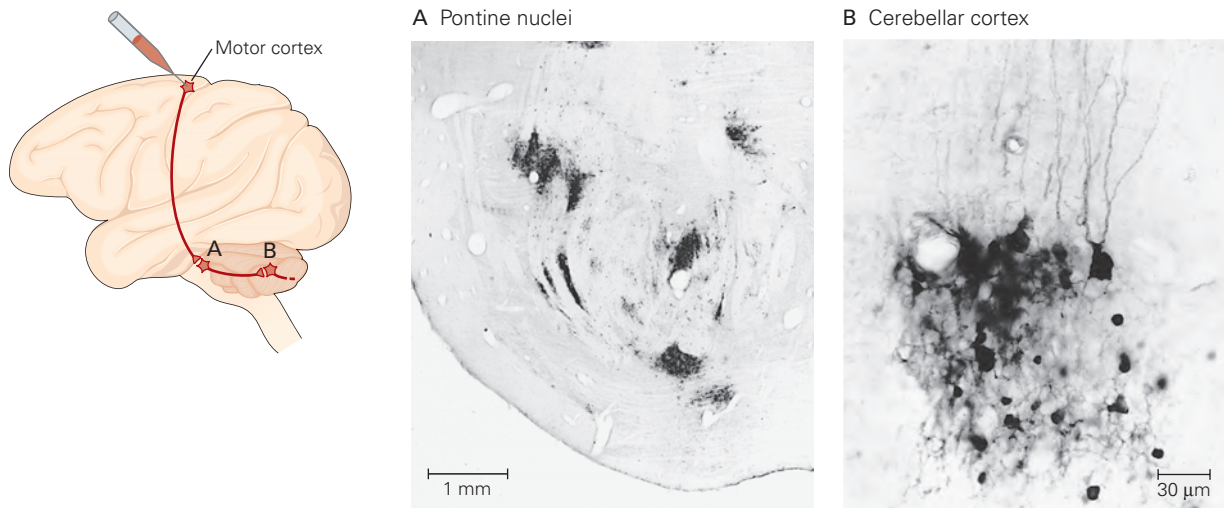 Motor cortex
A
B
A Pontine nuclei
1 mm
B Cerebellar cortex
30 μm